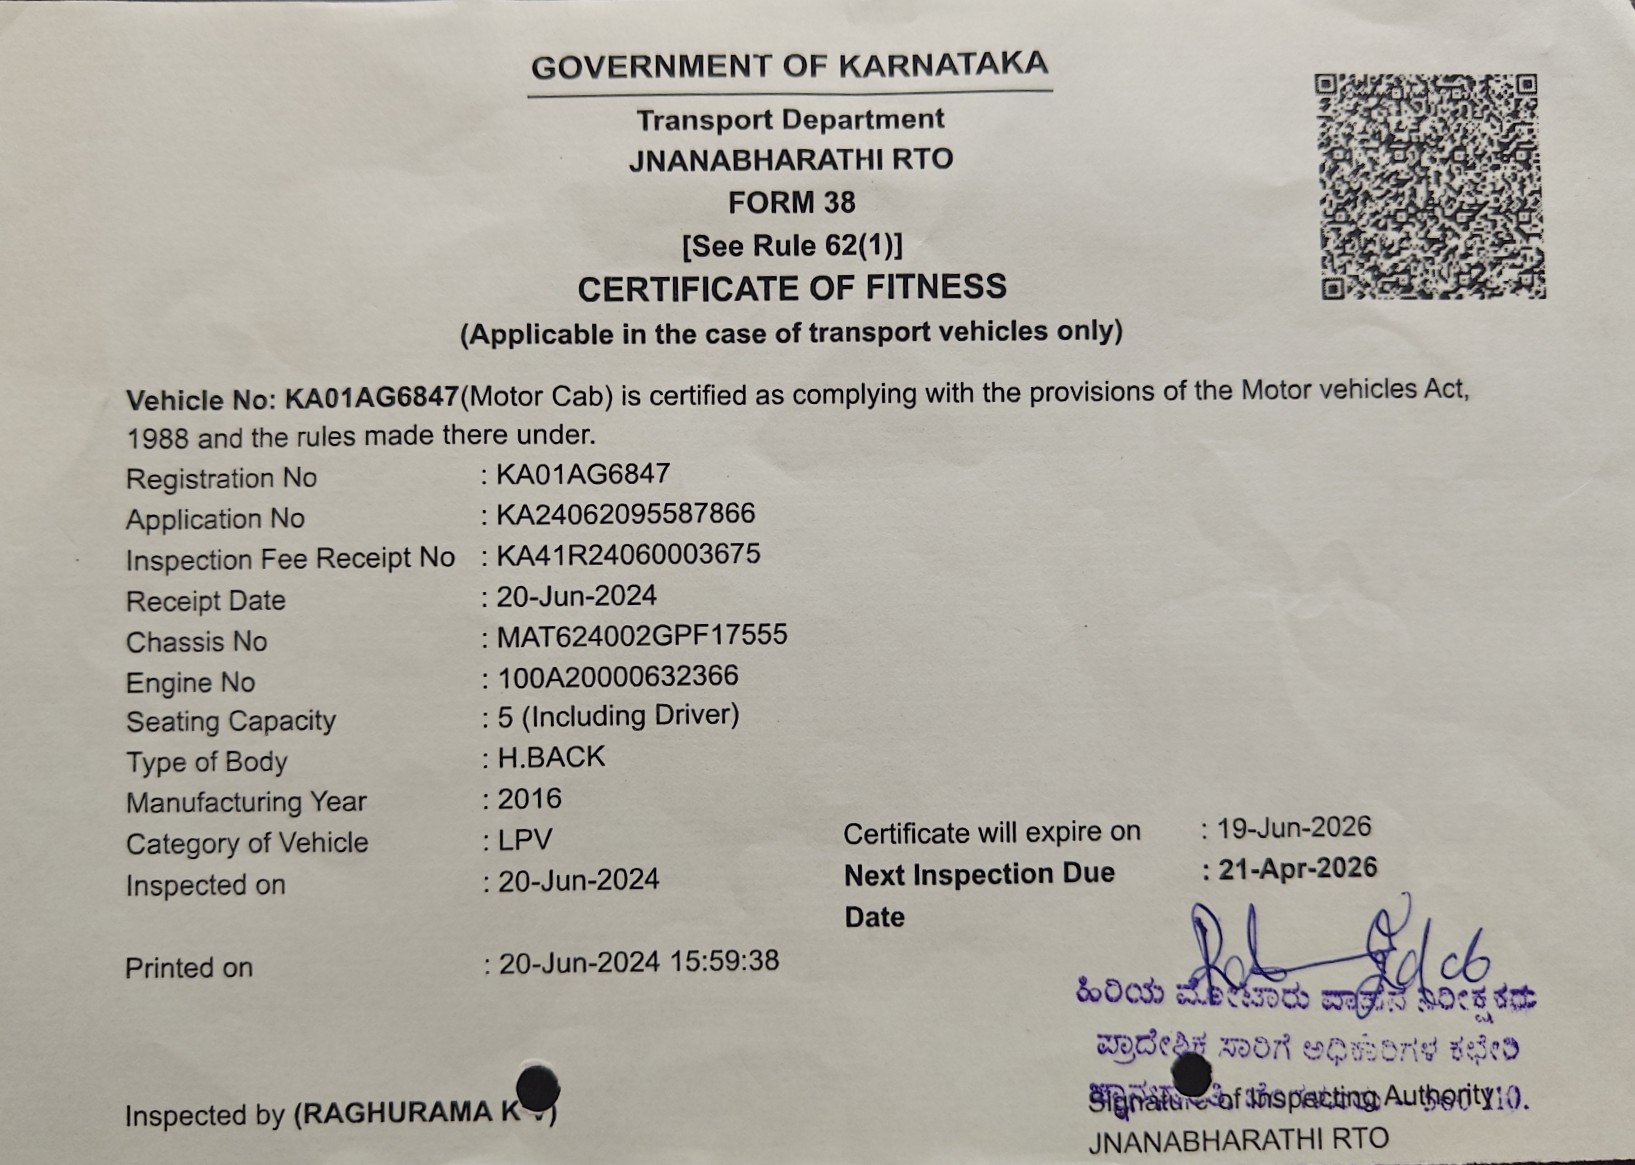 GOVERNMENT OF KARNATAKA
Transport Department
JNANABHARATHI RTO
FORM 38
[See Rule 62(1)]
CERTIFICATE OF FITNESS
(Applicable in the case of transport vehicles only)
Vehicle No: KA01AG6847(Motor Cab) is certified as complying with the provisions of the Motor vehicles Act,
1988 and the rules made there under.
Registration No : KA01AG6847
Application No : KA24062095587866
Inspection Fee Receipt No : KA41R24060003675
Receipt Date : 20-Jun-2024
Chassis No : MAT624002GPF17555
Engine No : 100A20000632366
Seating Capacity : 5 (Including Driver)
Type of Body : H.BACK
Manufacturing Year : 2016
Category of Vehicle : LPV
Certificate will expire on : 19-Jun-2026
Inspected on : 20-Jun-2024
Next Inspection Due : 21-Apr-2026
Date
Printed on : 20-Jun-2024 15:59:38
ಹಿರಿಯ ಮೋಟಾರು ವಾಹನ ನಿರೀಕ್ಷಕರು
ಪ್ರಾದೇಶಿಕ ಸಾರಿಗೆ ಅಧಿಕಾರಿಗಳ ಕಛೇರಿ
Inspected by (RAGHURAMA K
Signature of Inspecting Authority
JNANABHARATHI RTO